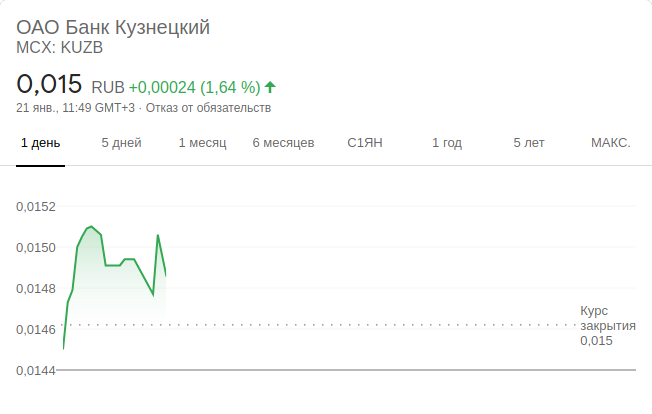 ОАО Банк Кузнецкий
MCX: KUZB
0,015 RUB +0,00024 (1,64 %)
21 янв., 11:49 GMT+3 · Отказ от обязательств
1 день 5 дней 1 месяц 6 месяцев С1ЯН 1 год 5 лет МАКС.
0,0152
0,0150
0,0148
0,0146
0,0144
Курс
закрытия
0,015